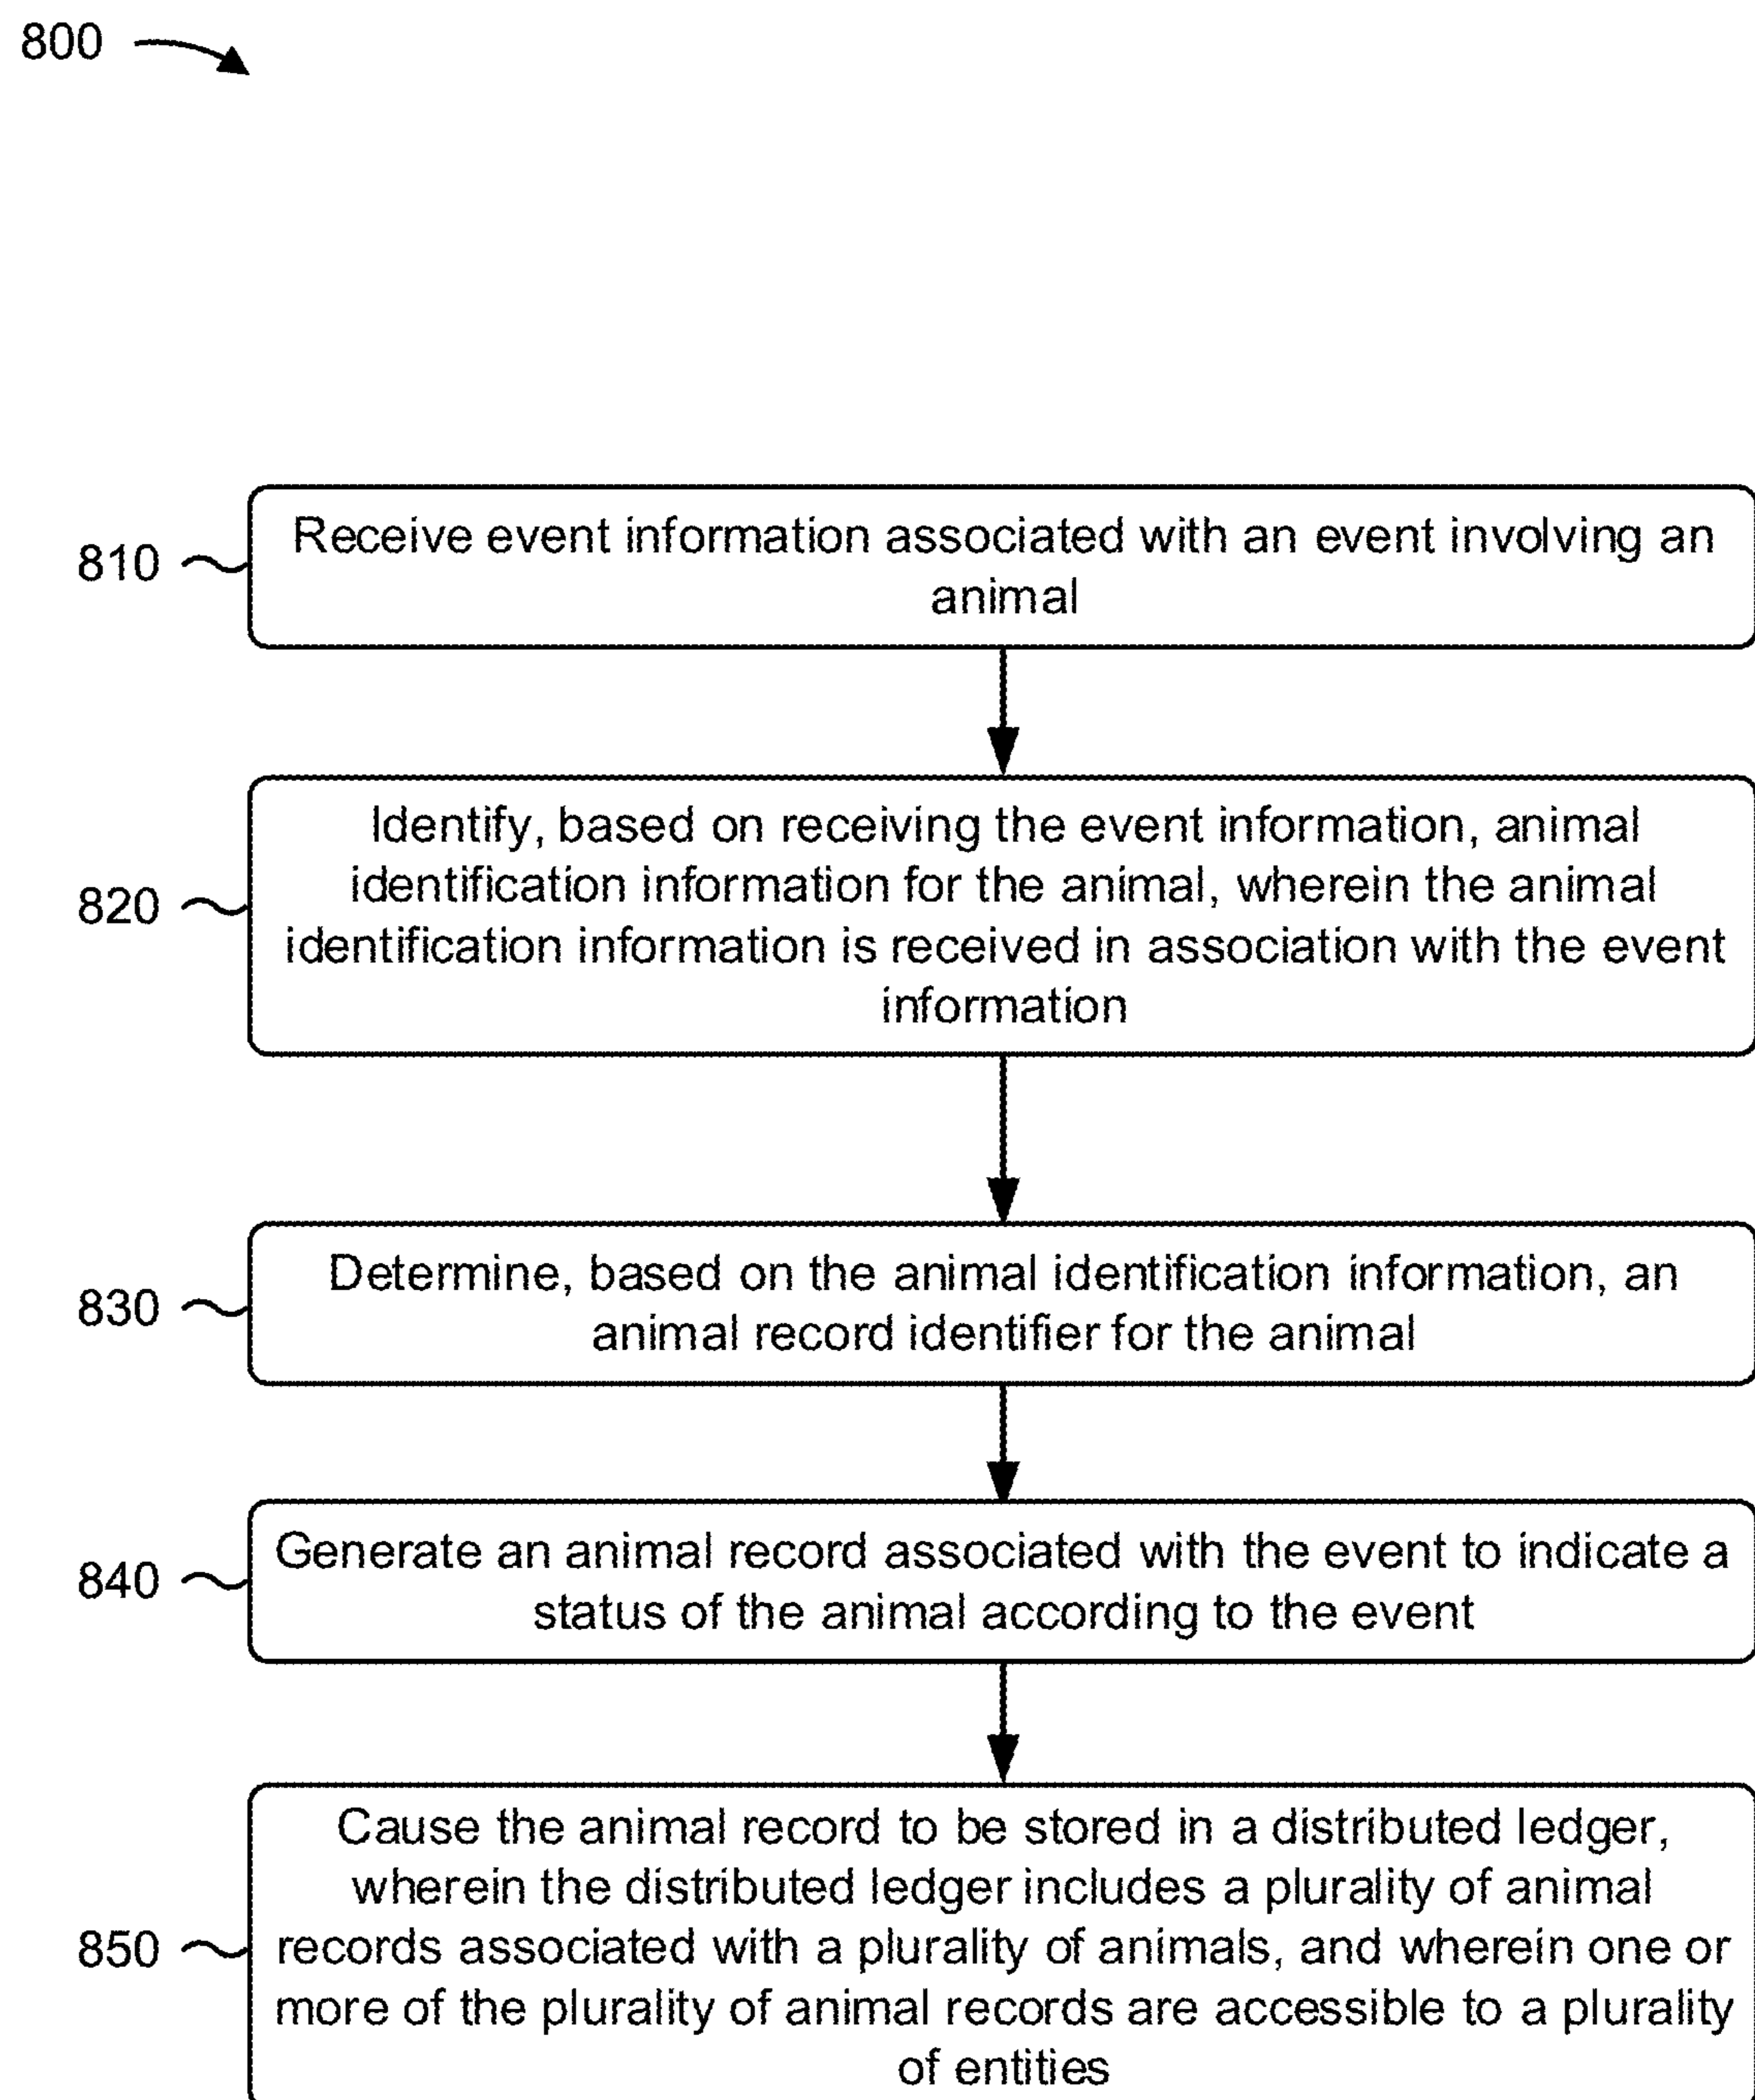 800
810
Receive event information associated with an event involving an
animal
820
Identify, based on receiving the event information, animal
identification information for the animal, wherein the animal
identification information is received in association with the event
information
830
Determine, based on the animal identification information, an
animal record identifier for the animal
840
Generate an animal record associated with the event to indicate a
status of the animal according to the event
850
Cause the animal record to be stored in a distributed ledger,
wherein the distributed ledger includes a plurality of animal
records associated with a plurality of animals, and wherein one or
more of the plurality of animal records are accessible to a plurality
of entities